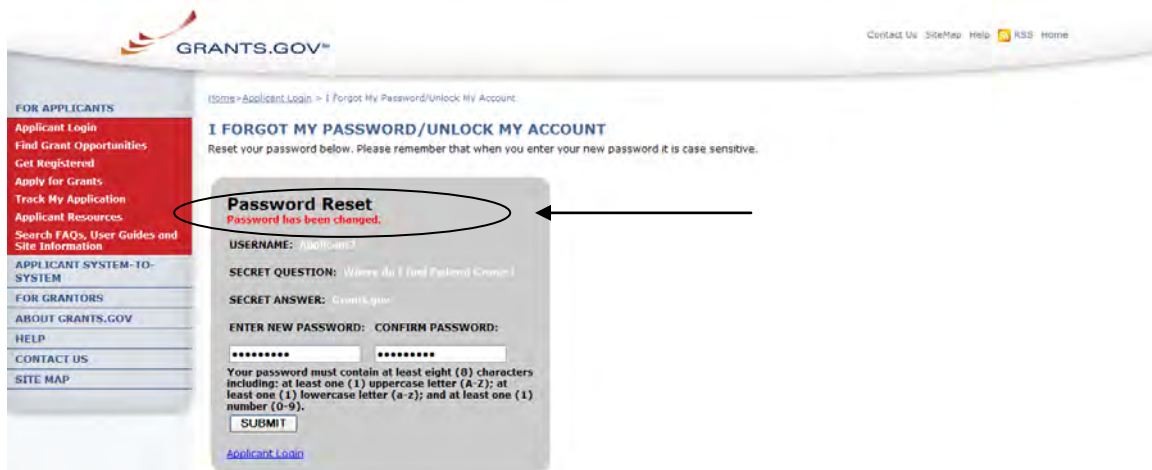 GRANTS.GOV℠
Contact Us SiteMap Help RSS Home
FOR APPLICANTS
Applicant Login
Find Grant Opportunities
Get Registered
Apply for Grants
Track My Application
Applicant Resources
Search FAQs, User Guides and
Site Information
APPLICANT SYSTEM-TO-
SYSTEM
FOR GRANTORS
ABOUT GRANTS.GOV
HELP
CONTACT US
SITE MAP
Home > Applicant Login > I Forgot My Password/Unlock My Account
I FORGOT MY PASSWORD/UNLOCK MY ACCOUNT
Reset your password below. Please remember that when you enter your new password it is case sensitive.
Password Reset
Password has been changed.
USERNAME:
SECRET QUESTION: Where do I find Federal
SECRET ANSWER: Grants.gov
ENTER NEW PASSWORD: CONFIRM PASSWORD:
••••••••• •••••••••
Your password must contain at least eight (8) characters
including: at least one (1) uppercase letter (A-Z); at
least one (1) lowercase letter (a-z); and at least one (1)
number (0-9).
SUBMIT
Applicant Login